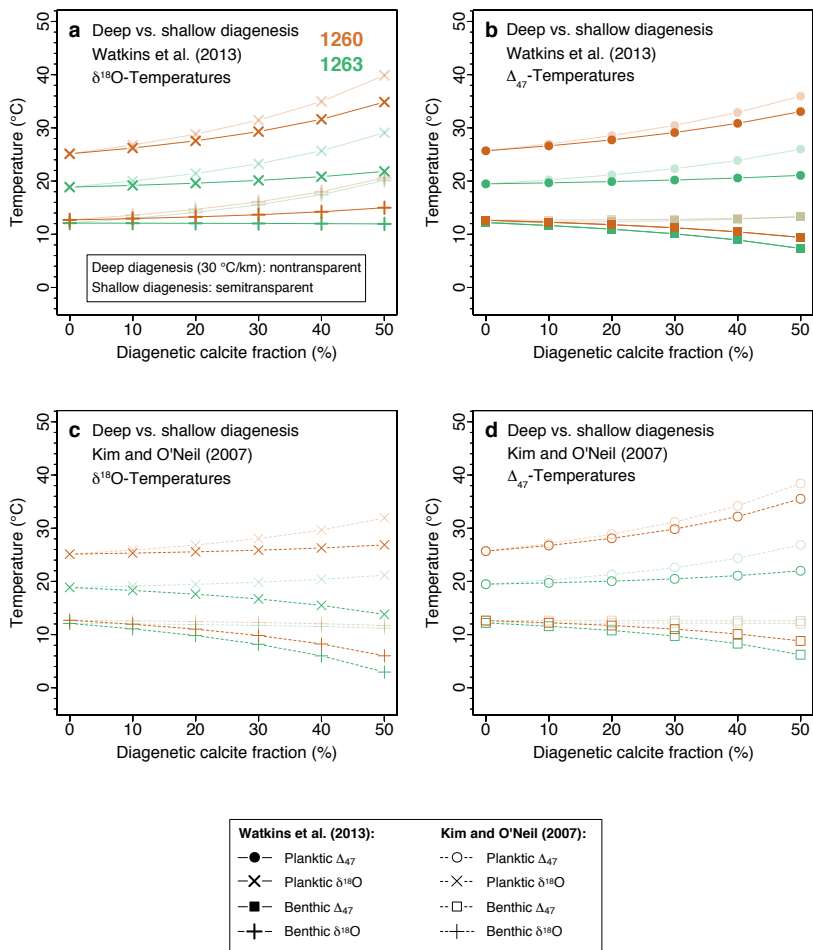 a Deep vs. shallow diagenesis
Watkins et al. (2013)
δ¹⁸O-Temperatures
1260
1263
Temperature (°C)
50
40
30
20
10
0
Deep diagenesis (30 °C/km): nontransparent
Shallow diagenesis: semitransparent
0 10 20 30 40 50
Diagenetic calcite fraction (%)
b Deep vs. shallow diagenesis
Watkins et al. (2013)
Δ₄₇-Temperatures
Temperature (°C)
50
40
30
20
10
0
0 10 20 30 40 50
Diagenetic calcite fraction (%)
c Deep vs. shallow diagenesis
Kim and O'Neil (2007)
δ¹⁸O-Temperatures
Temperature (°C)
50
40
30
20
10
0
0 10 20 30 40 50
Diagenetic calcite fraction (%)
d Deep vs. shallow diagenesis
Kim and O'Neil (2007)
Δ₄₇-Temperatures
Temperature (°C)
50
40
30
20
10
0
0 10 20 30 40 50
Diagenetic calcite fraction (%)
Watkins et al. (2013):
Planktic Δ₄₇
Planktic δ¹⁸O
Benthic Δ₄₇
Benthic δ¹⁸O
Kim and O'Neil (2007):
Planktic Δ₄₇
Planktic δ¹⁸O
Benthic Δ₄₇
Benthic δ¹⁸O